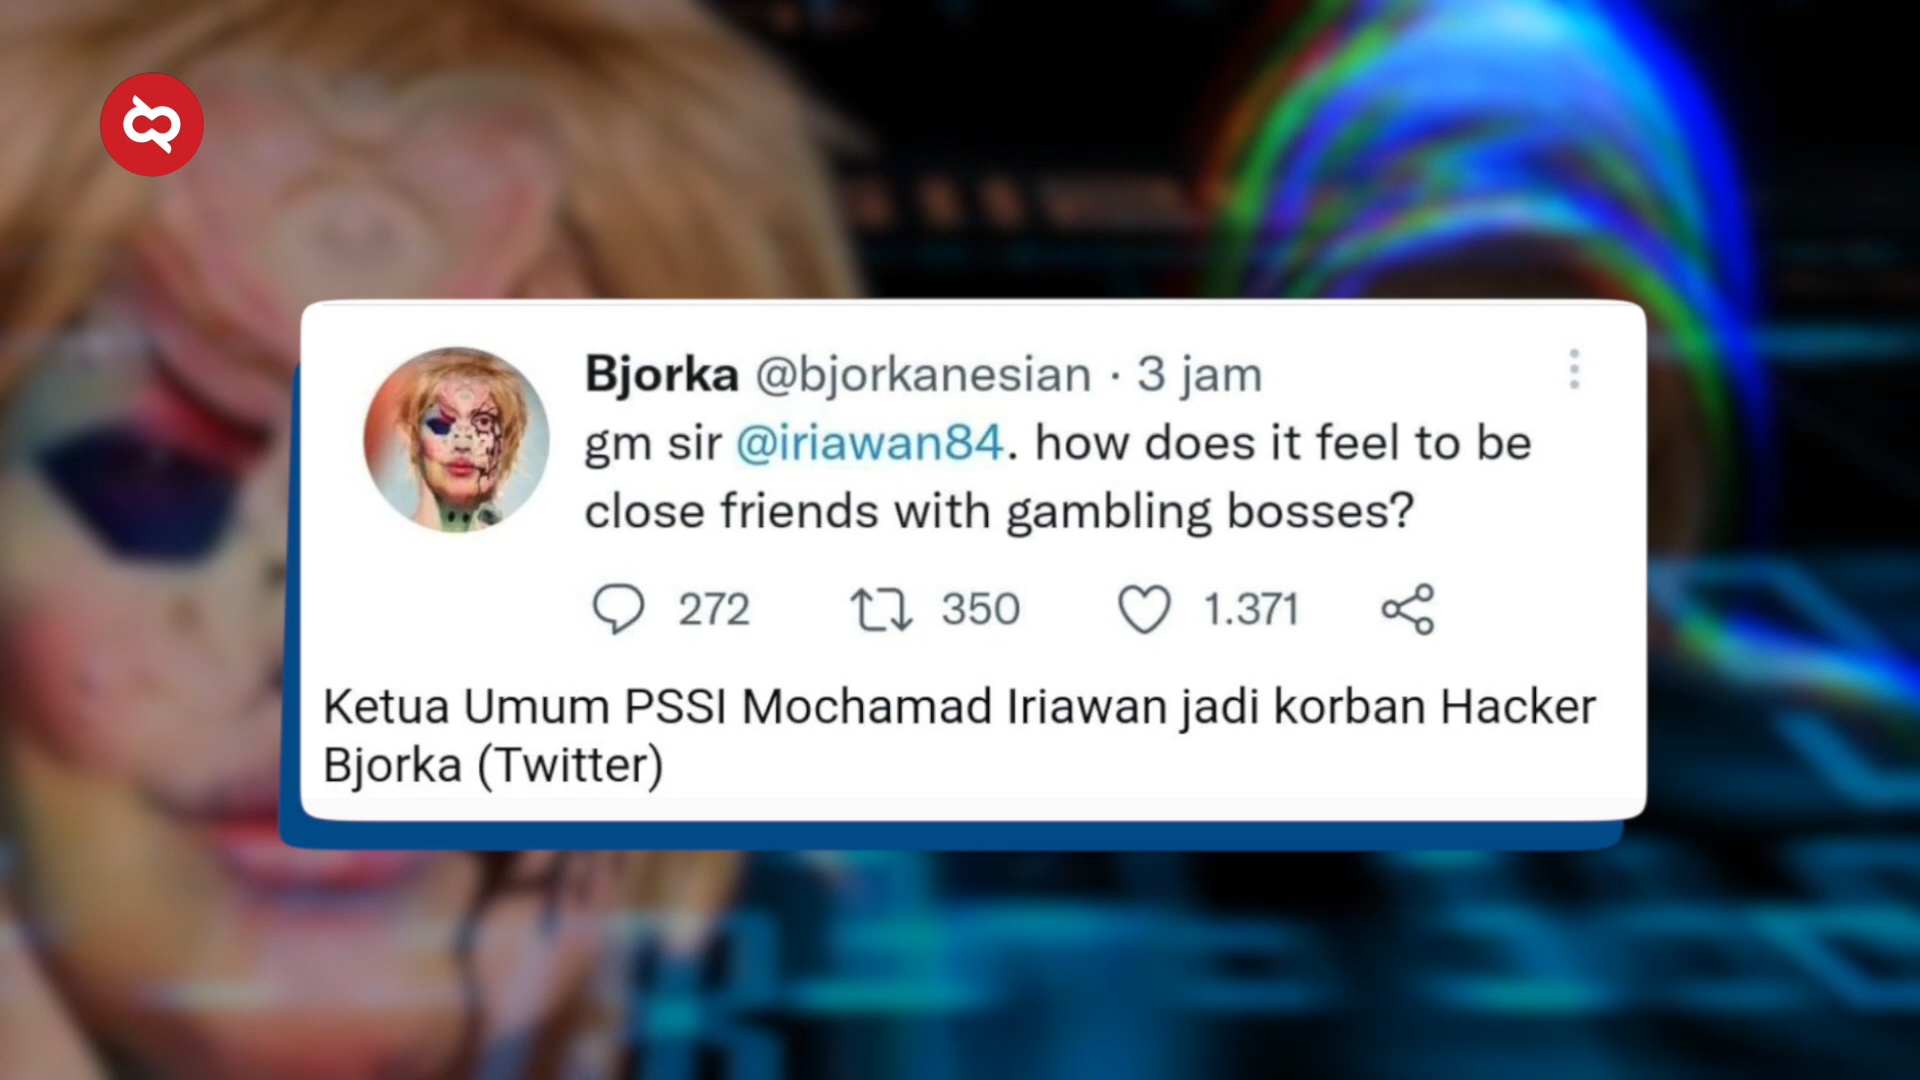 Bjorka @bjorkanesian · 3 jam
gm sir @iriawan84. how does it feel to be
close friends with gambling bosses?
272 350 1.371
Ketua Umum PSSI Mochamad Iriawan jadi korban Hacker
Bjorka (Twitter)